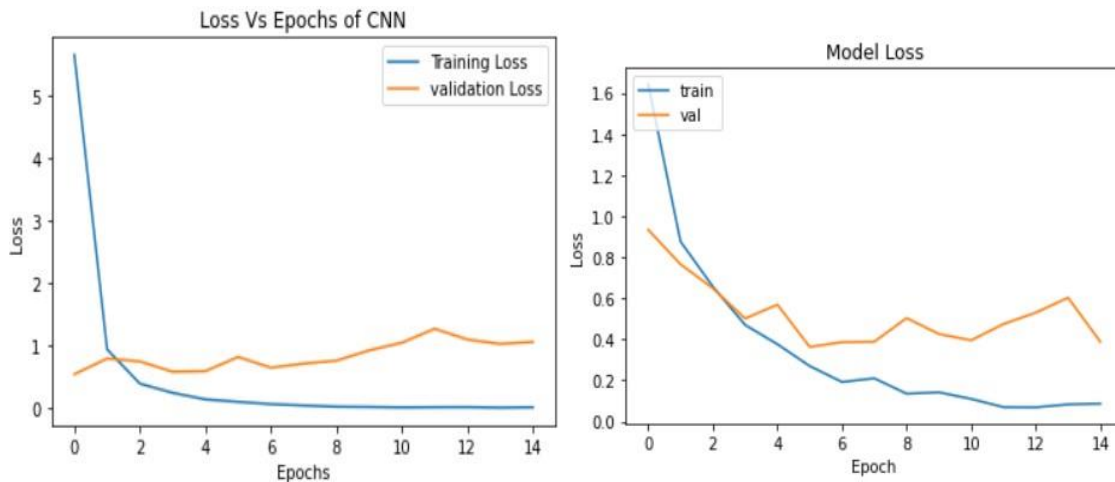 Loss Vs Epochs of CNN
Training Loss
validation Loss
5
4
3
2
1
0
Loss
0 2 4 6 8 10 12 14
Epochs
Model Loss
train
val
1.6
1.4
1.2
1.0
0.8
0.6
0.4
0.2
0.0
Loss
0 2 4 6 8 10 12 14
Epoch